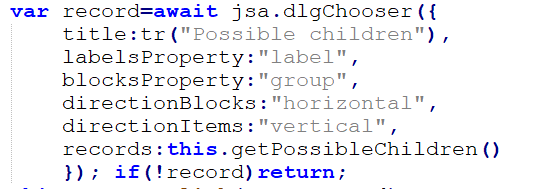 var record=await jsa.dlgChooser({
title:tr("Possible children"),
labelsProperty:"label",
blocksProperty:"group",
directionBlocks:"horizontal",
directionItems:"vertical",
records:this.getPossibleChildren()
}); if(!record)return;